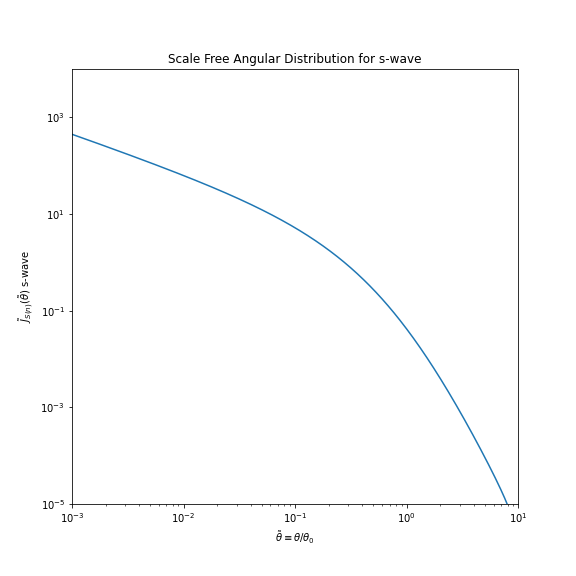 Scale Free Angular Distribution for s-wave
10³
10¹
10⁻¹
10⁻³
10⁻⁵
J̃_{S(n)}(θ̃) s-wave
10⁻³ 10⁻² 10⁻¹ 10⁰ 10¹
θ̃ ≡ θ/θ₀